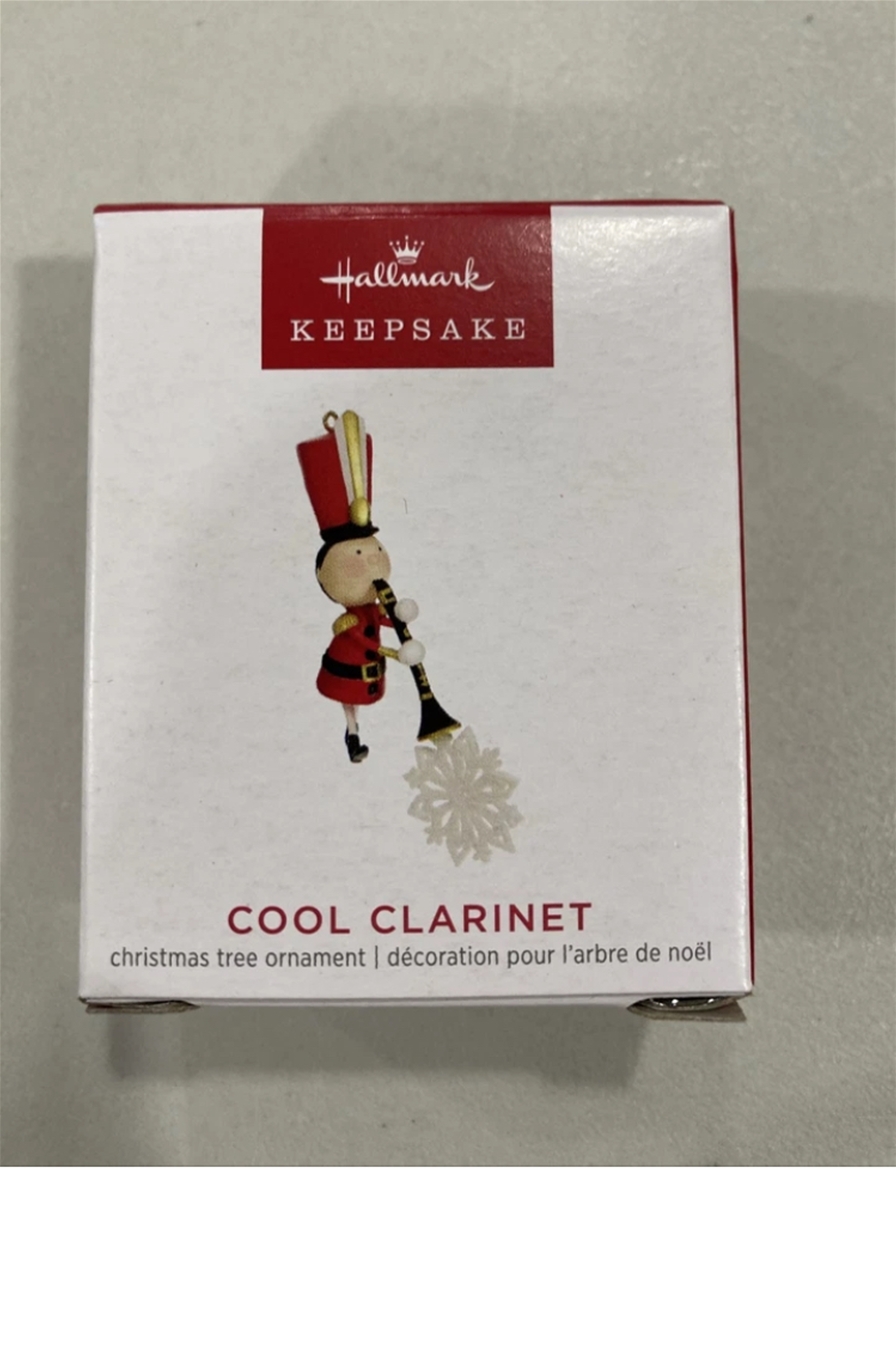 Hallmark
KEEPSAKE
COOL CLARINET
christmas tree ornament | décoration pour l'arbre de noël